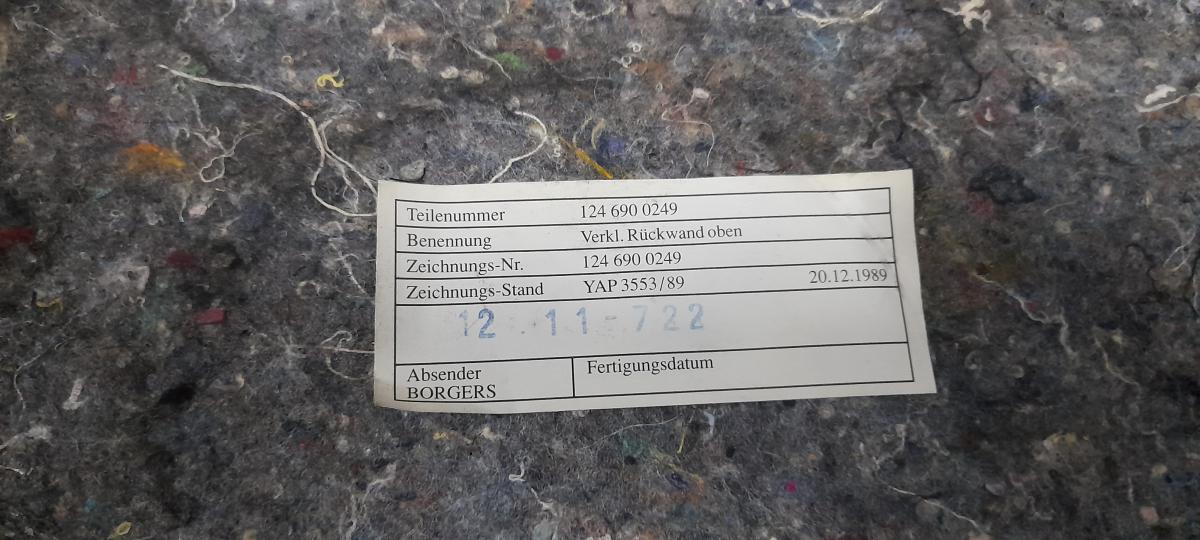 Teilenummer 124 690 0249
Benennung Verkl. Rückwand oben
Zeichnungs-Nr. 124 690 0249
Zeichnungs-Stand YAP 3553/89 20.12.1989
12 . 11 - 722
Absender Fertigungsdatum
BORGERS